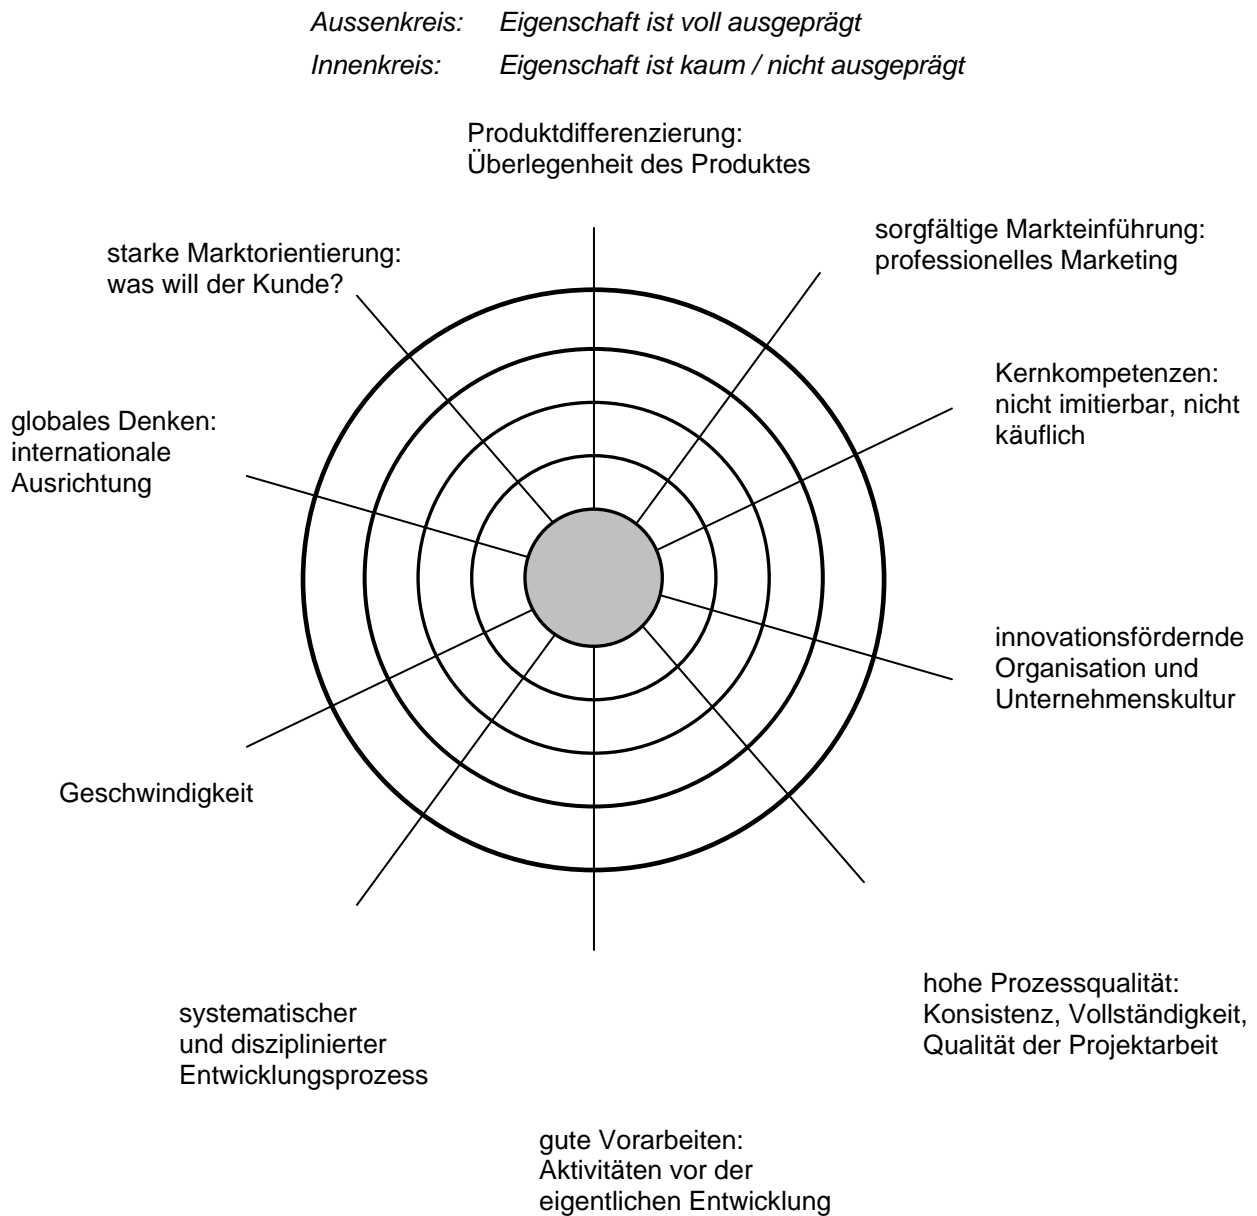 Aussenkreis: Eigenschaft ist voll ausgeprägt
Innenkreis: Eigenschaft ist kaum / nicht ausgeprägt
Produktdifferenzierung:
Überlegenheit des Produktes
sorgfältige Markteinführung:
professionelles Marketing
starke Marktorientierung:
was will der Kunde?
Kernkompetenzen:
nicht imitierbar, nicht
käuflich
globales Denken:
internationale
Ausrichtung
innovationsfördernde
Organisation und
Unternehmenskultur
Geschwindigkeit
hohe Prozessqualität:
Konsistenz, Vollständigkeit,
Qualität der Projektarbeit
systematischer
und disziplinierter
Entwicklungsprozess
gute Vorarbeiten:
Aktivitäten vor der
eigentlichen Entwicklung